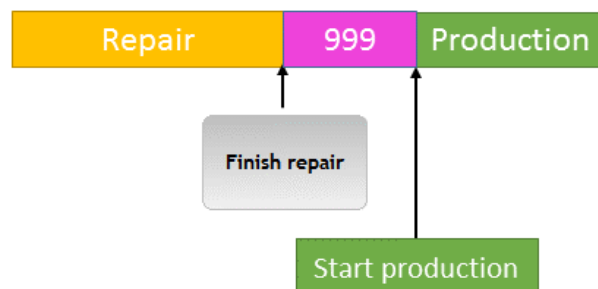 Repair 999 Production
Finish repair
Start production